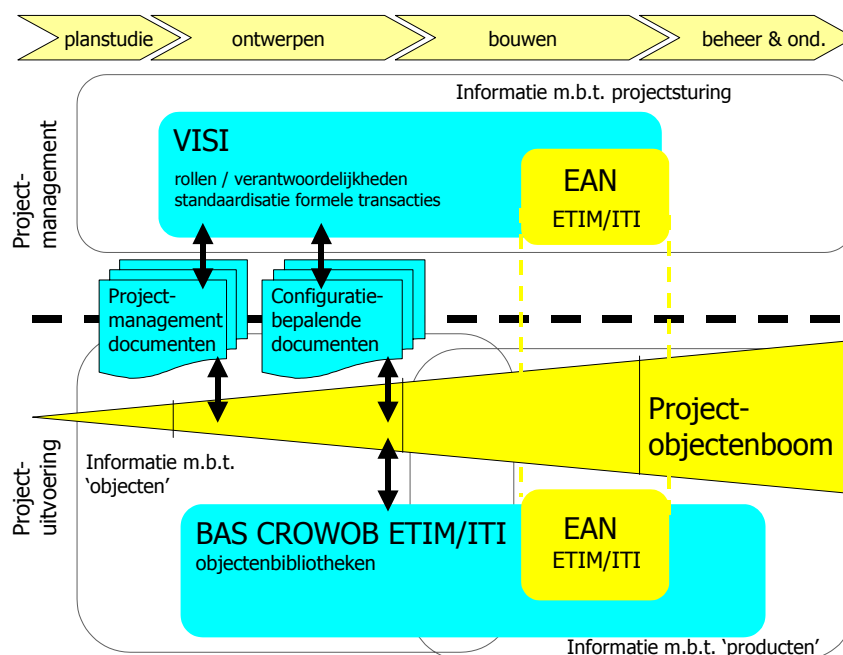 planstudie
ontwerpen
bouwen
beheer & ond.
Informatie m.b.t. projectsturing
Project-
management
VISI
rollen / verantwoordelijkheden
standaardisatie formele transacties
EAN
ETIM/ITI
Project-
management
documenten
Configuratie-
bepalende
documenten
Project-
objectenboom
Project-
uitvoering
Informatie m.b.t.
‘objecten’
BAS CROWOB ETIM/ITI
objectenbibliotheken
EAN
ETIM/ITI
Informatie m.b.t. ‘producten’